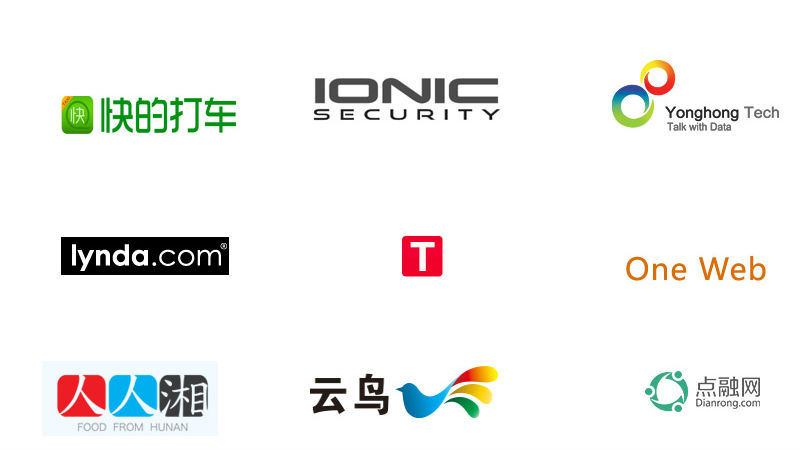 快 快的打车
IONIC
SECURITY
Yonghong Tech
Talk with Data
lynda.com®
T
One Web
人人湘
FOOD FROM HUNAN
云鸟
点融网
Dianrong.com